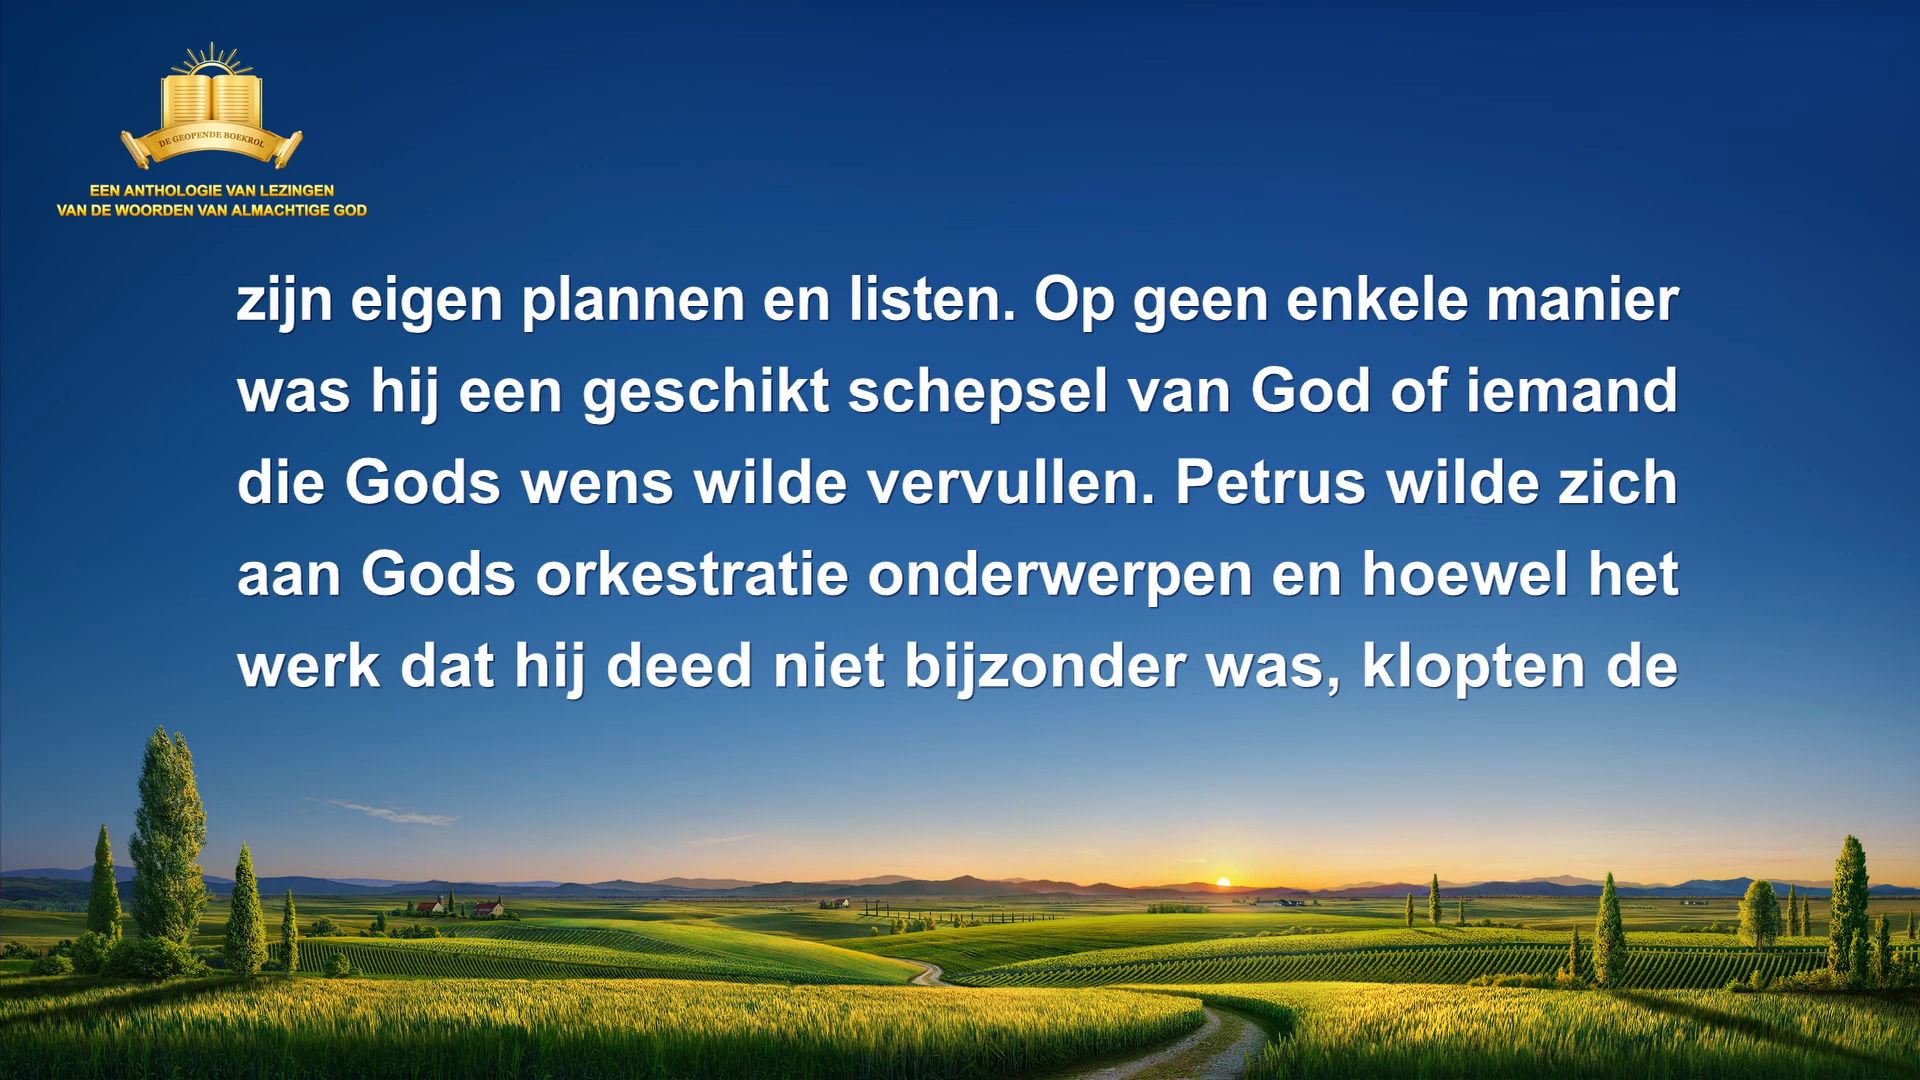 DE GEOPENDE BOEKROL
EEN ANTHOLOGIE VAN LEZINGEN
VAN DE WOORDEN VAN ALMACHTIGE GOD
zijn eigen plannen en listen. Op geen enkele manier
was hij een geschikt schepsel van God of iemand
die Gods wens wilde vervullen. Petrus wilde zich
aan Gods orkestratie onderwerpen en hoewel het
werk dat hij deed niet bijzonder was, klopten de